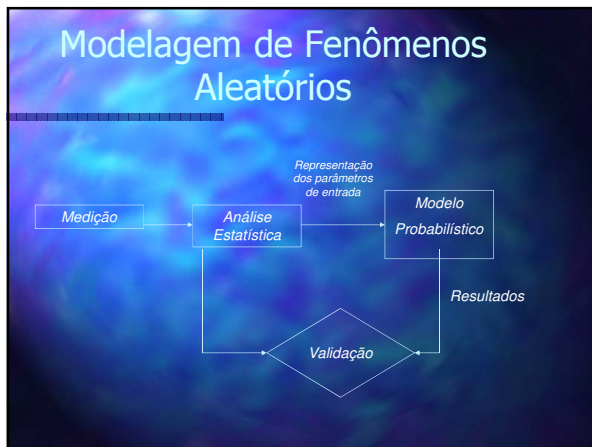 Modelagem de Fenômenos
Aleatórios
Representação
dos parâmetros
de entrada
Medição
Análise
Estatística
Modelo
Probabilístico
Resultados
Validação